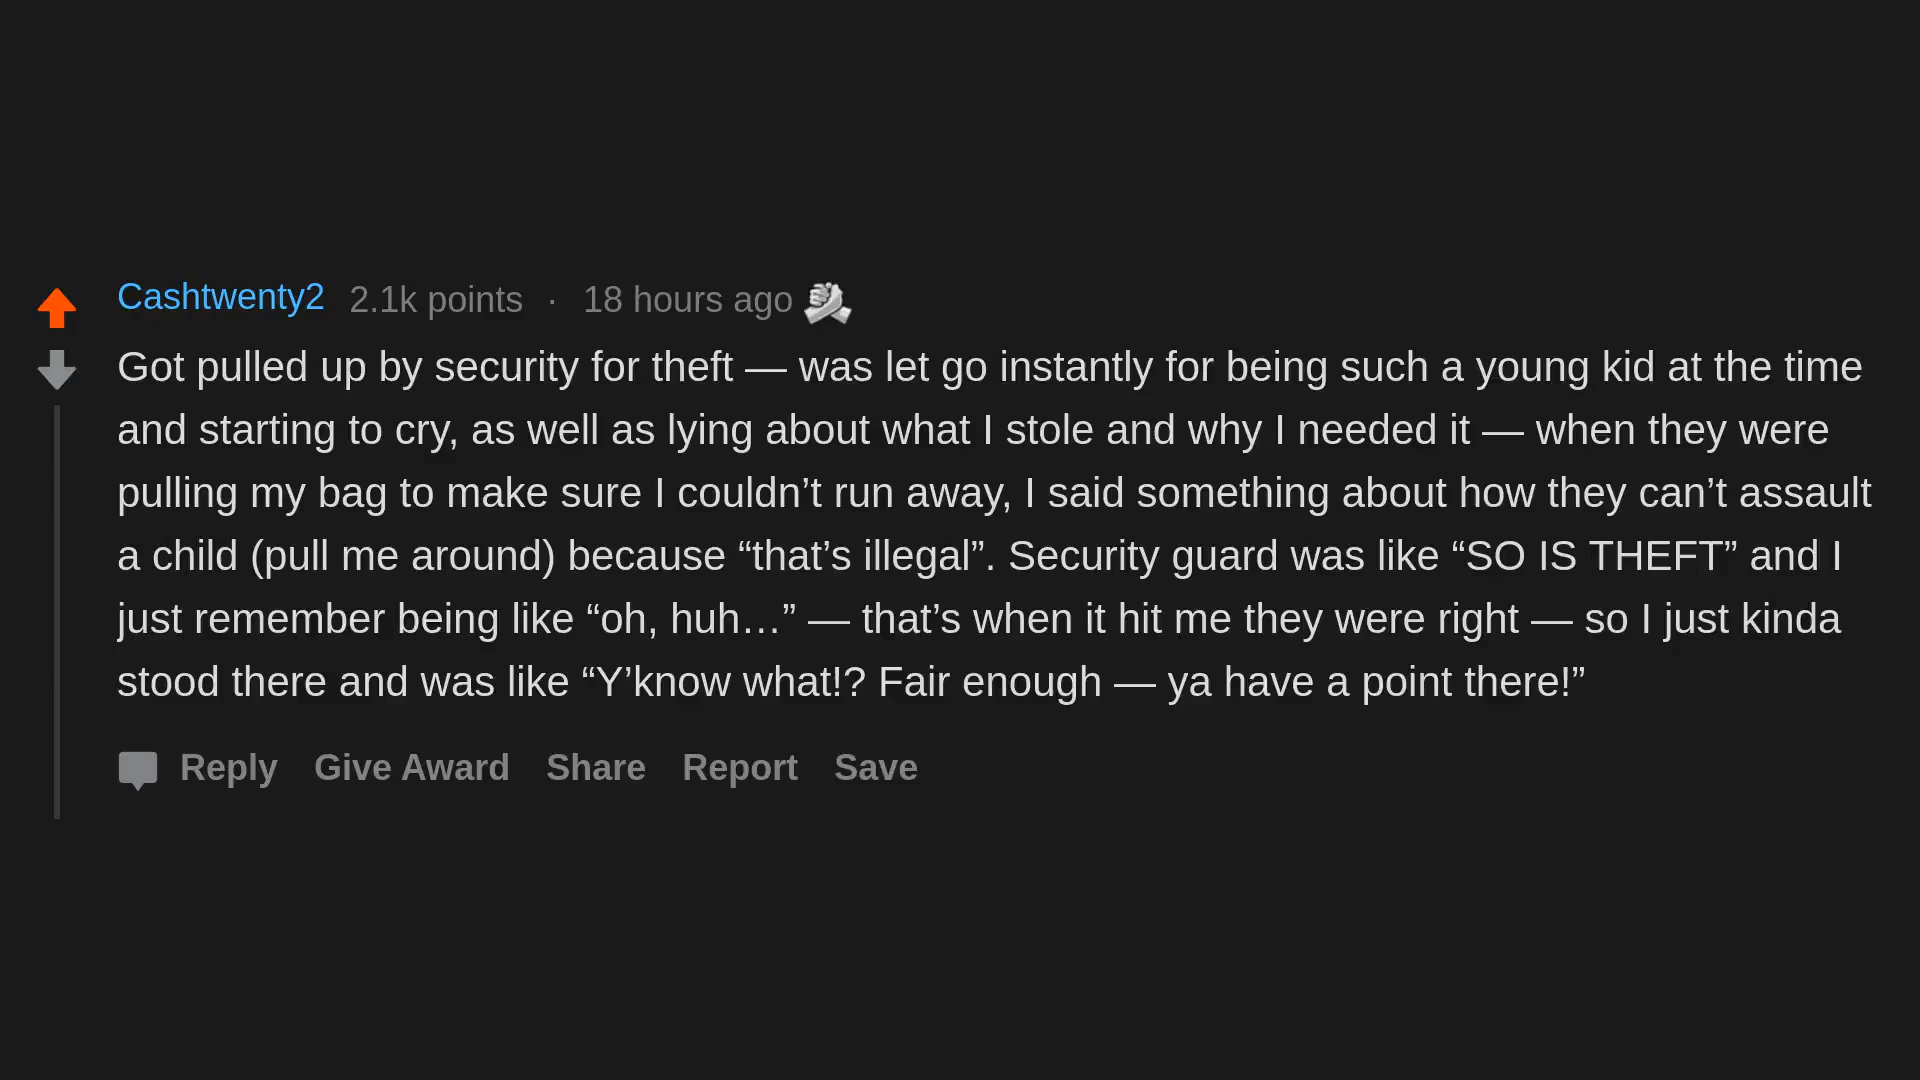 Cashtwenty2 2.1k points · 18 hours ago
Got pulled up by security for theft — was let go instantly for being such a young kid at the time
and starting to cry, as well as lying about what I stole and why I needed it — when they were
pulling my bag to make sure I couldn’t run away, I said something about how they can’t assault
a child (pull me around) because “that’s illegal”. Security guard was like “SO IS THEFT” and I
just remember being like “oh, huh…” — that’s when it hit me they were right — so I just kinda
stood there and was like “Y’know what!? Fair enough — ya have a point there!”
Reply Give Award Share Report Save